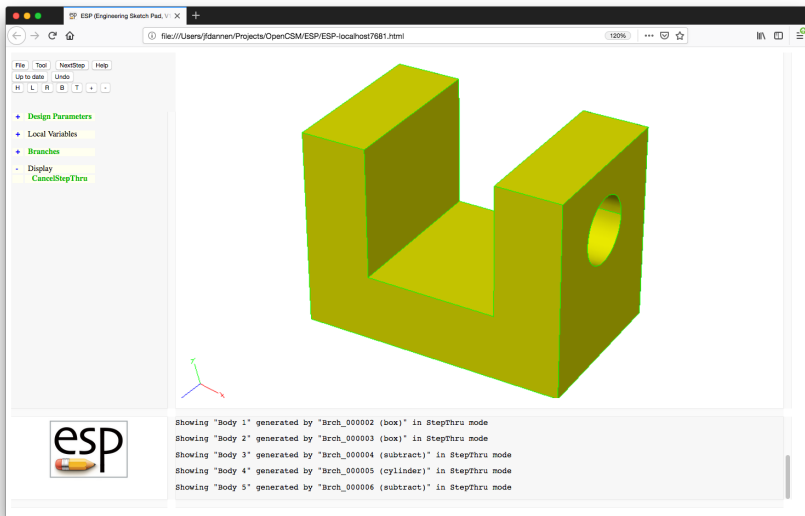 ESP (Engineering Sketch Pad, V1
file:///Users/jfdannen/Projects/OpenCSM/ESP/ESP-localhost7681.html
120%
File Tool NextStep Help
Up to date Undo
H L R B T + -
+ Design Parameters
+ Local Variables
+ Branches
- Display
CancelStepThru
Y
X
esp
Showing "Body 1" generated by "Brch_000002 (box)" in StepThru mode
Showing "Body 2" generated by "Brch_000003 (box)" in StepThru mode
Showing "Body 3" generated by "Brch_000004 (subtract)" in StepThru mode
Showing "Body 4" generated by "Brch_000005 (cylinder)" in StepThru mode
Showing "Body 5" generated by "Brch_000006 (subtract)" in StepThru mode